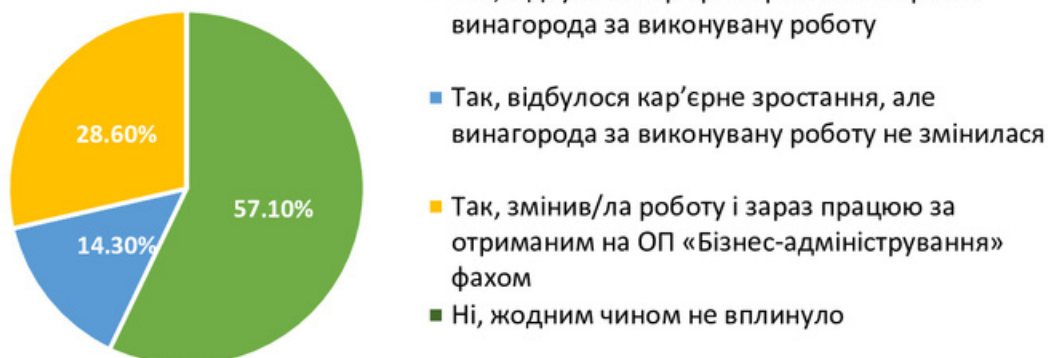 винагорода за виконувану роботу
Так, відбулося кар’єрне зростання, але
винагорода за виконувану роботу не змінилася
28.60%
57.10%
14.30%
Так, змінив/ла роботу і зараз працюю за
отриманим на ОП «Бізнес-адміністрування»
фахом
Ні, жодним чином не вплинуло